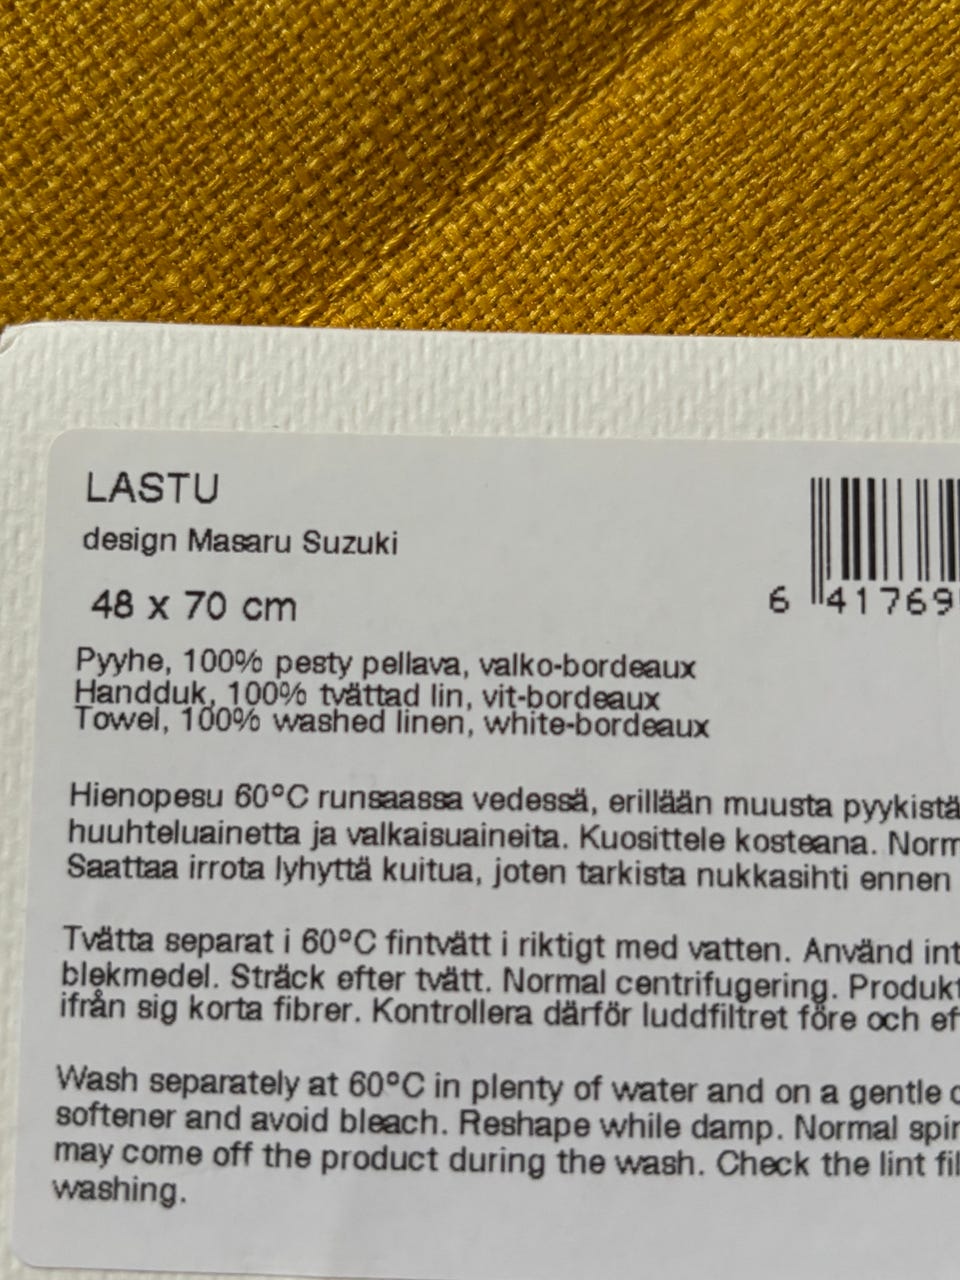 LASTU
design Masaru Suzuki
48 x 70 cm
6 41769
Pyyhe, 100% pesty pellava, valko-bordeaux
Handduk, 100% tvättad lin, vit-bordeaux
Towel, 100% washed linen, white-bordeaux
Hienopesu 60°C runsaassa vedessä, erillään muusta pyykistä
huuhteluainetta ja valkaisuaineita. Kuosittele kosteana. Norm
Saattaa irrota lyhyttä kuitua, joten tarkista nukkasihti ennen
Tvätta separat i 60°C fintvätt i riktigt med vatten. Använd int
blekmedel. Sträck efter tvätt. Normal centrifugering. Produkt
ifrån sig korta fibrer. Kontrollera därför luddfiltret före och ef
Wash separately at 60°C in plenty of water and on a gentle c
softener and avoid bleach. Reshape while damp. Normal spin
may come off the product during the wash. Check the lint fil
washing.